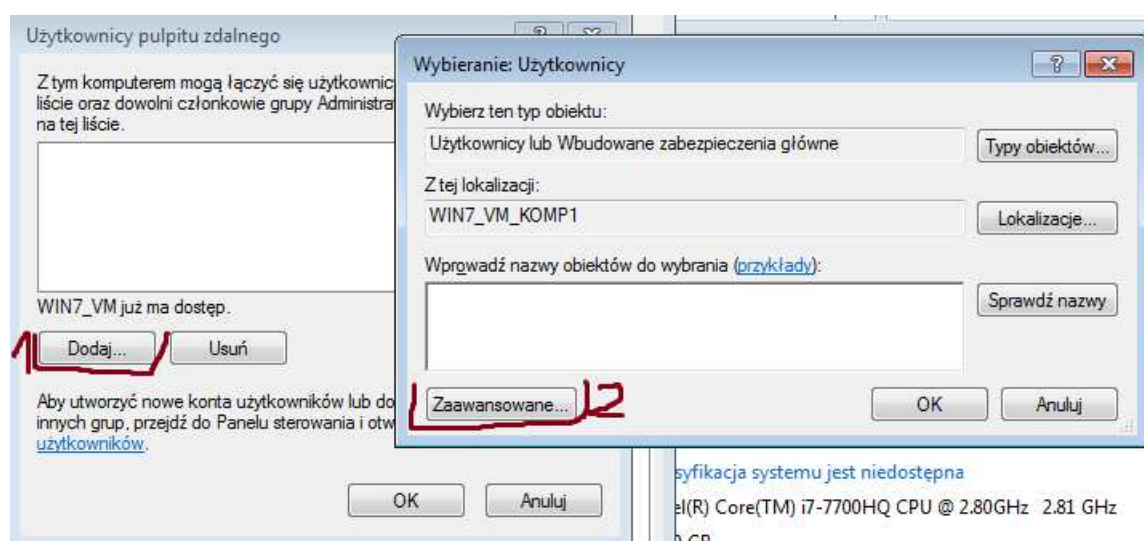 Użytkownicy pulpitu zdalnego
Z tym komputerem mogą łączyć się użytkownic
liście oraz dowolni członkowie grupy Administra
na tej liście.
WIN7_VM już ma dostęp.
1
Dodaj...
Usuń
Aby utworzyć nowe konta użytkowników lub do
innych grup, przejdź do Panelu sterowania i otw
użytkowników.
OK
Anuluj
Wybieranie: Użytkownicy
Wybierz ten typ obiektu:
Użytkownicy lub Wbudowane zabezpieczenia główne
Typy obiektów...
Z tej lokalizacji:
WIN7_VM_KOMP1
Lokalizacje...
Wprowadź nazwy obiektów do wybrania (przykłady):
Sprawdź nazwy
Zaawansowane...
2
OK
Anuluj
syfikacja systemu jest niedostępna
el(R) Core(TM) i7-7700HQ CPU @ 2.80GHz 2.81 GHz